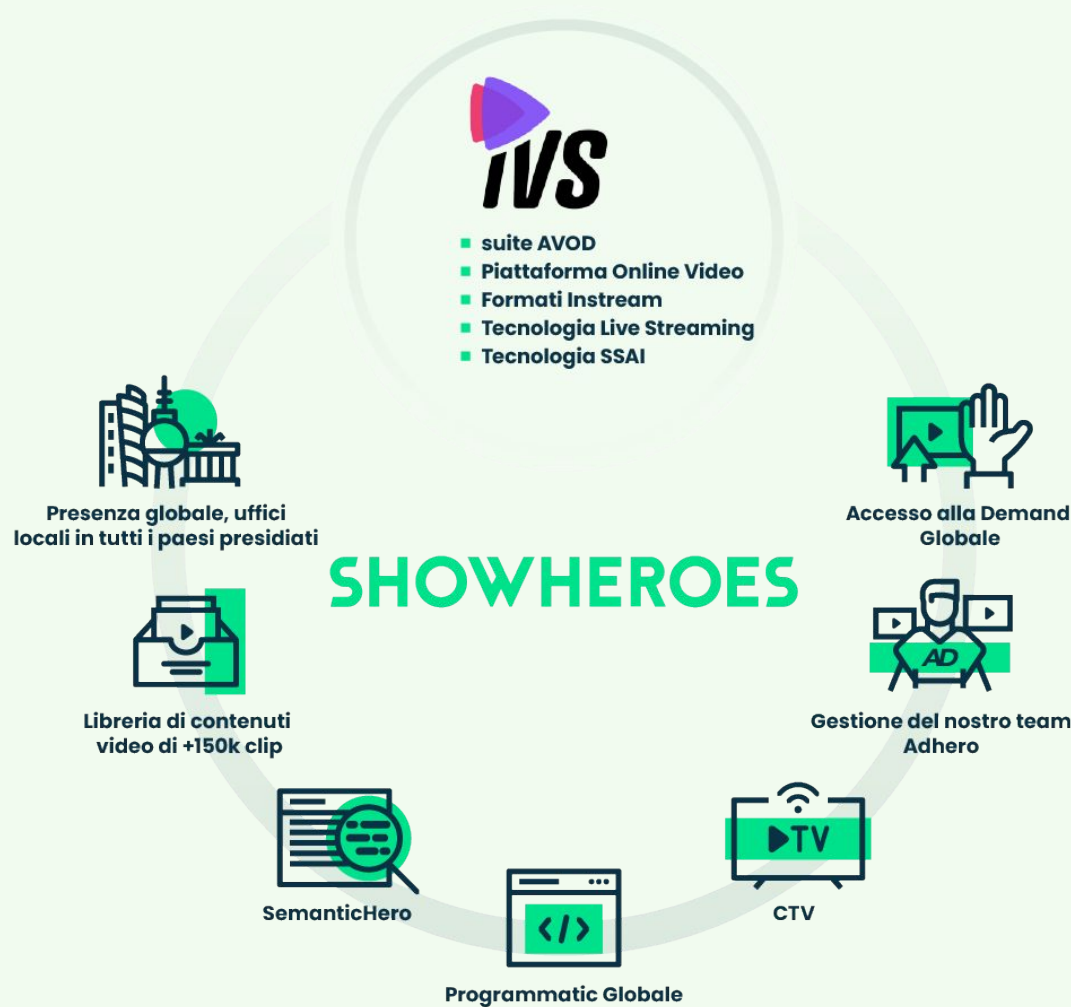 IVS
suite AVOD
Piattaforma Online Video
Formati Instream
Tecnologia Live Streaming
Tecnologia SSAI
Presenza globale, uffici
locali in tutti i paesi presidiati
Accesso alla Demand
Globale
SHOWHEROES
Libreria di contenuti
video di +150k clip
AD
Gestione del nostro team
Adhero
SemanticHero
TV
CTV
</>
Programmatic Globale